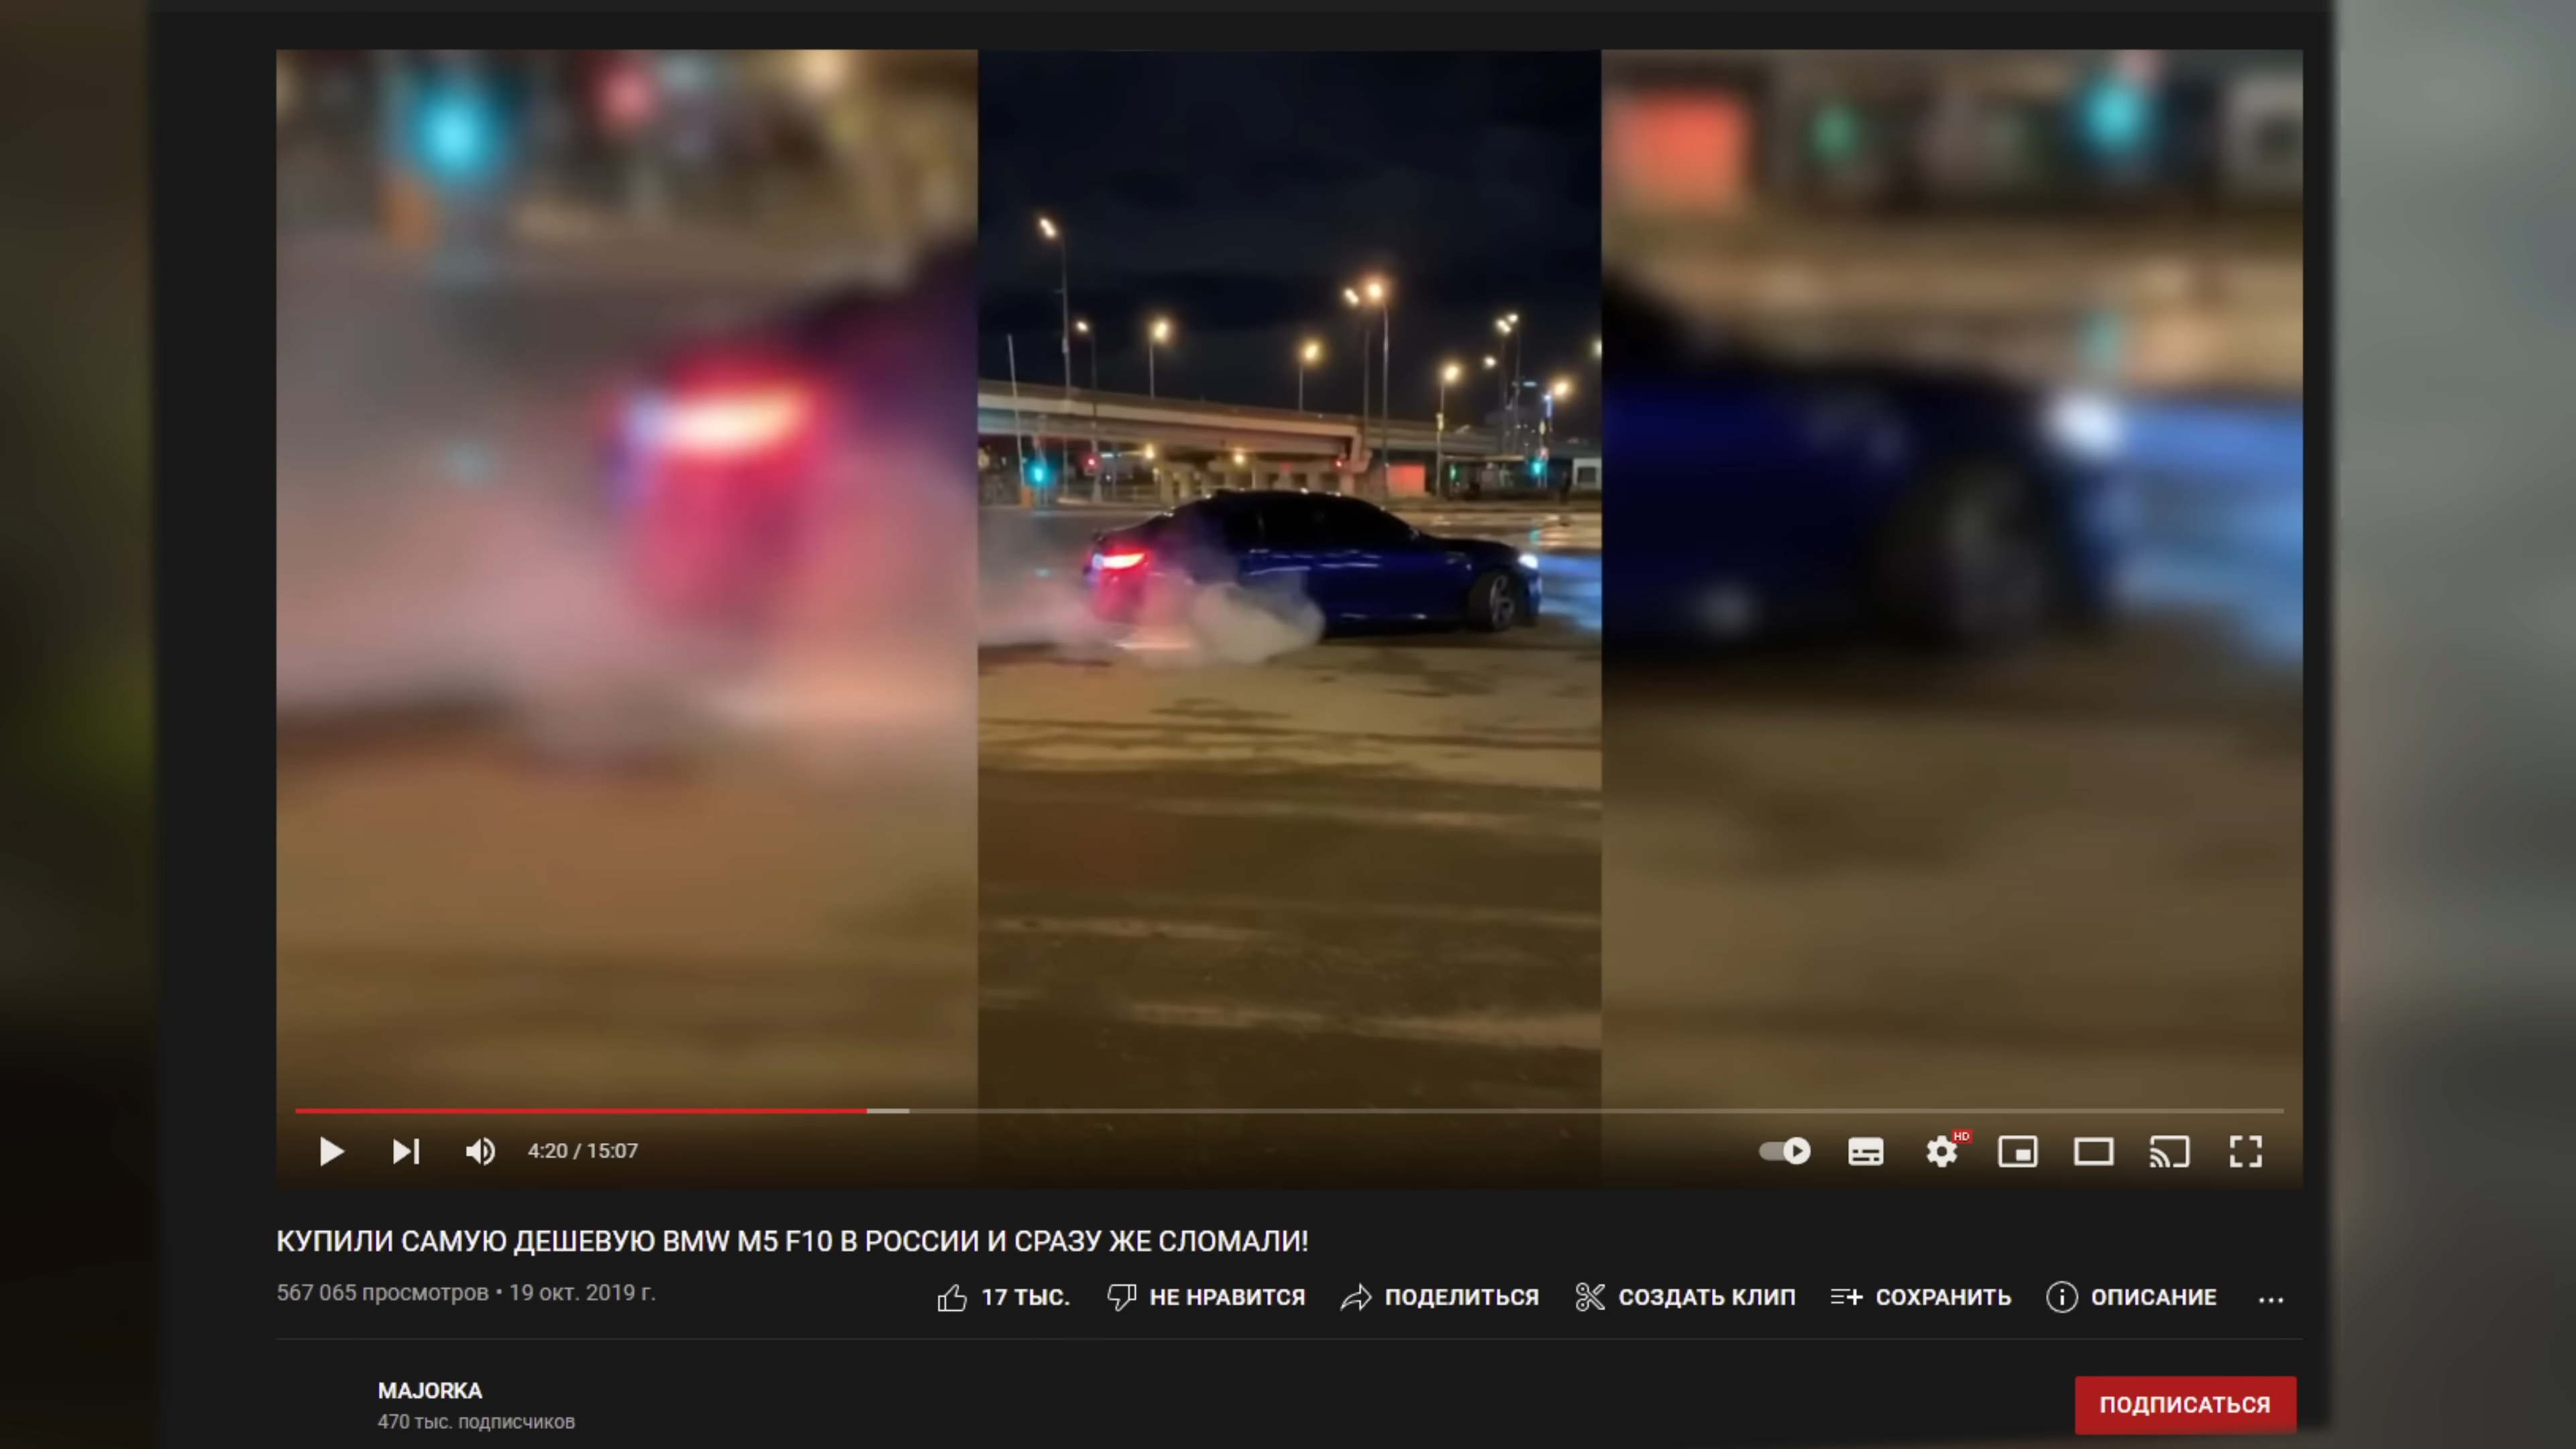 HD
4:20 / 15:07
КУПИЛИ САМУЮ ДЕШЕВУЮ BMW M5 F10 В РОССИИ И СРАЗУ ЖЕ СЛОМАЛИ!
567 065 просмотров • 19 окт. 2019 г.
17 ТЫС. НЕ НРАВИТСЯ ПОДЕЛИТЬСЯ СОЗДАТЬ КЛИП СОХРАНИТЬ ОПИСАНИЕ ...
MAJORKA
470 тыс. подписчиков
ПОДПИСАТЬСЯ